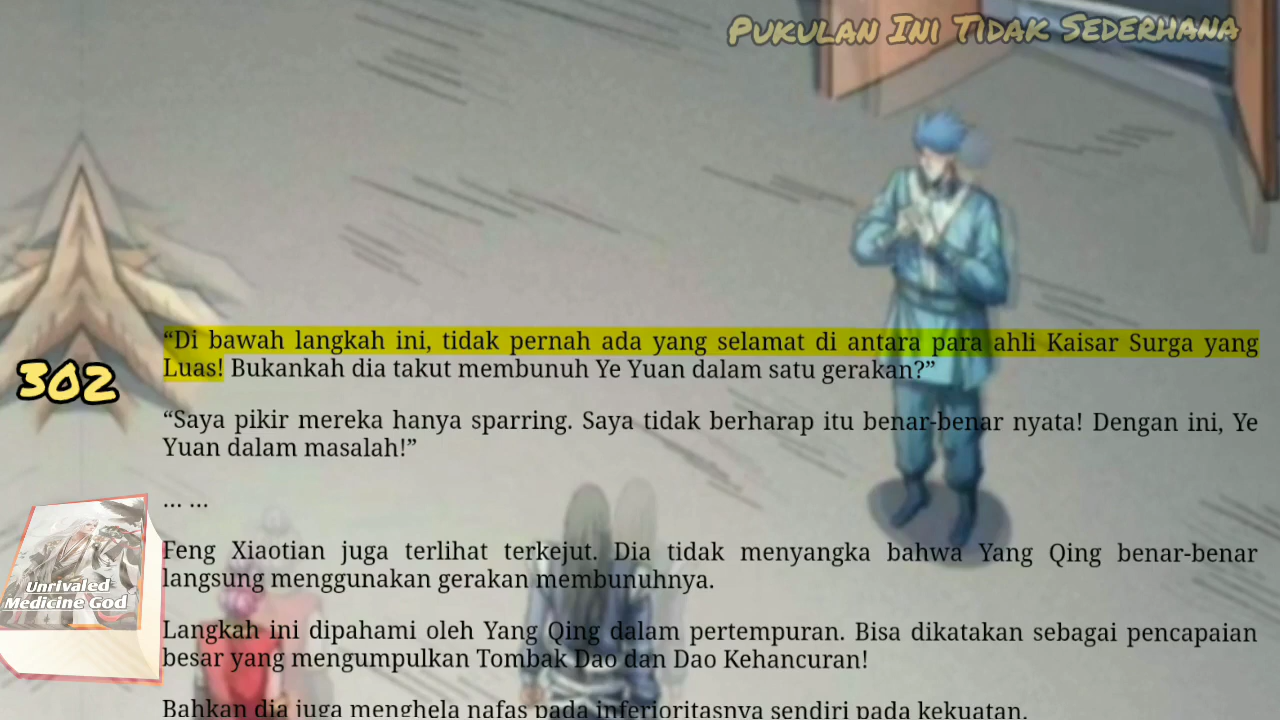 Pukulan Ini Tidak Sederhana
“Di bawah langkah ini, tidak pernah ada yang selamat di antara para ahli Kaisar Surga yang
Luas! Bukankah dia takut membunuh Ye Yuan dalam satu gerakan?”
302
“Saya pikir mereka hanya sparring. Saya tidak berharap itu benar-benar nyata! Dengan ini, Ye
Yuan dalam masalah!”
... ...
Feng Xiaotian juga terlihat terkejut. Dia tidak menyangka bahwa Yang Qing benar-benar
langsung menggunakan gerakan membunuhnya.
Unrivaled
Medicine God
Langkah ini dipahami oleh Yang Qing dalam pertempuran. Bisa dikatakan sebagai pencapaian
besar yang mengumpulkan Tombak Dao dan Dao Kehancuran!
Bahkan dia juga menghela nafas pada inferioritasnya sendiri pada kekuatan.